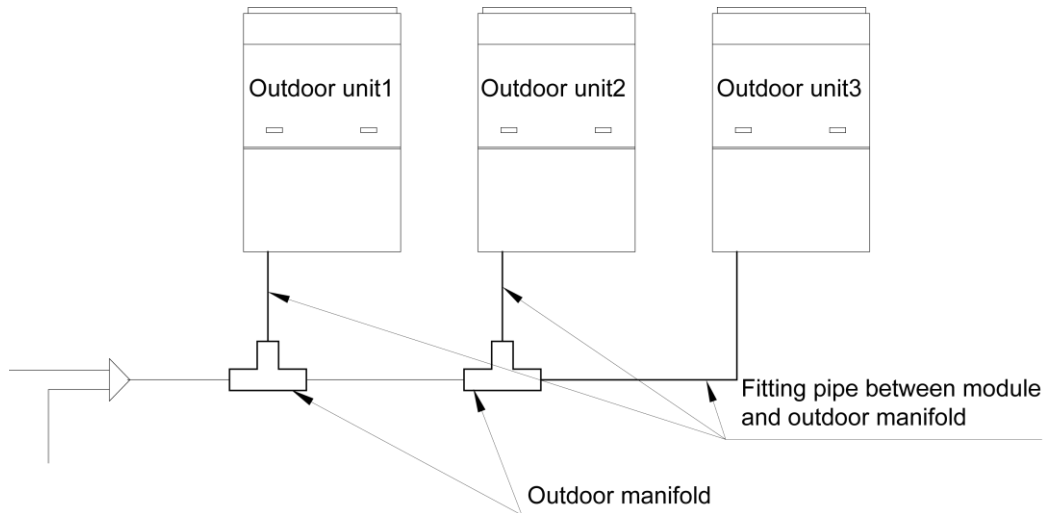 Outdoor unit1
Outdoor unit2
Outdoor unit3
Fitting pipe between module
and outdoor manifold
Outdoor manifold